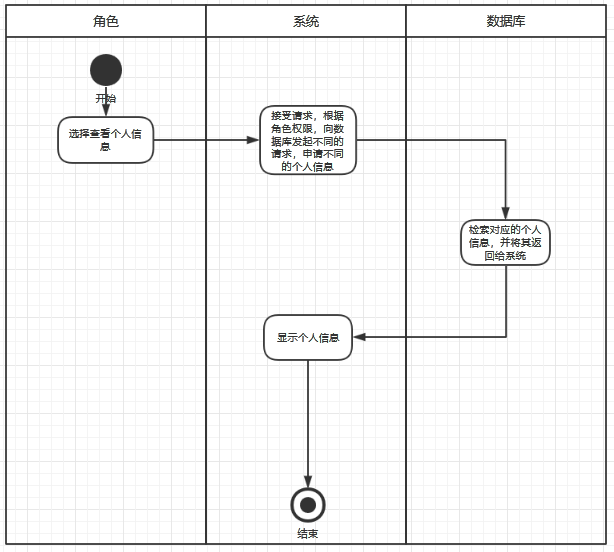 角色
系统
数据库
开始
选择查看个人信
息
接受请求，根据
角色权限，向数
据库发起不同的
请求，申请不同
的个人信息
检索对应的个人
信息，并将其返
回给系统
显示个人信息
结束